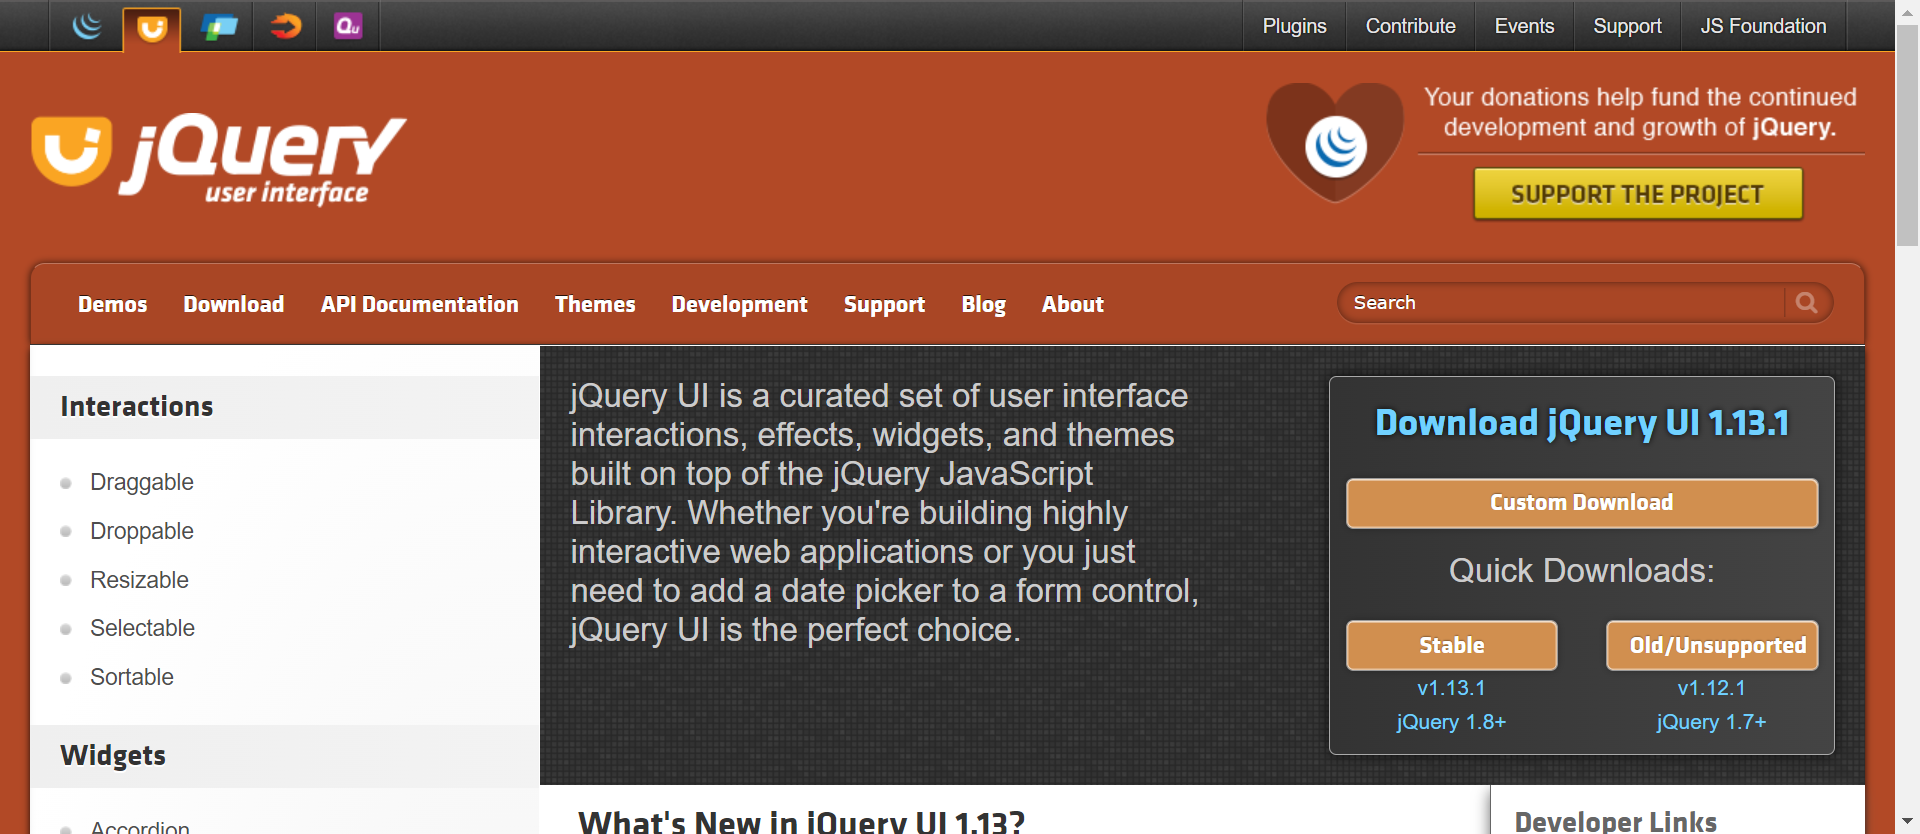 Qu
Plugins
Contribute
Events
Support
JS Foundation
jQuery
user interface
Your donations help fund the continued
development and growth of jQuery.
SUPPORT THE PROJECT
Demos
Download
API Documentation
Themes
Development
Support
Blog
About
Search
Interactions
Draggable
Droppable
Resizable
Selectable
Sortable
Widgets
Accordion
jQuery UI is a curated set of user interface
interactions, effects, widgets, and themes
built on top of the jQuery JavaScript
Library. Whether you're building highly
interactive web applications or you just
need to add a date picker to a form control,
jQuery UI is the perfect choice.
Download jQuery UI 1.13.1
Custom Download
Quick Downloads:
Stable
v1.13.1
jQuery 1.8+
Old/Unsupported
v1.12.1
jQuery 1.7+
What's New in jQuery UI 1.13?
Developer Links